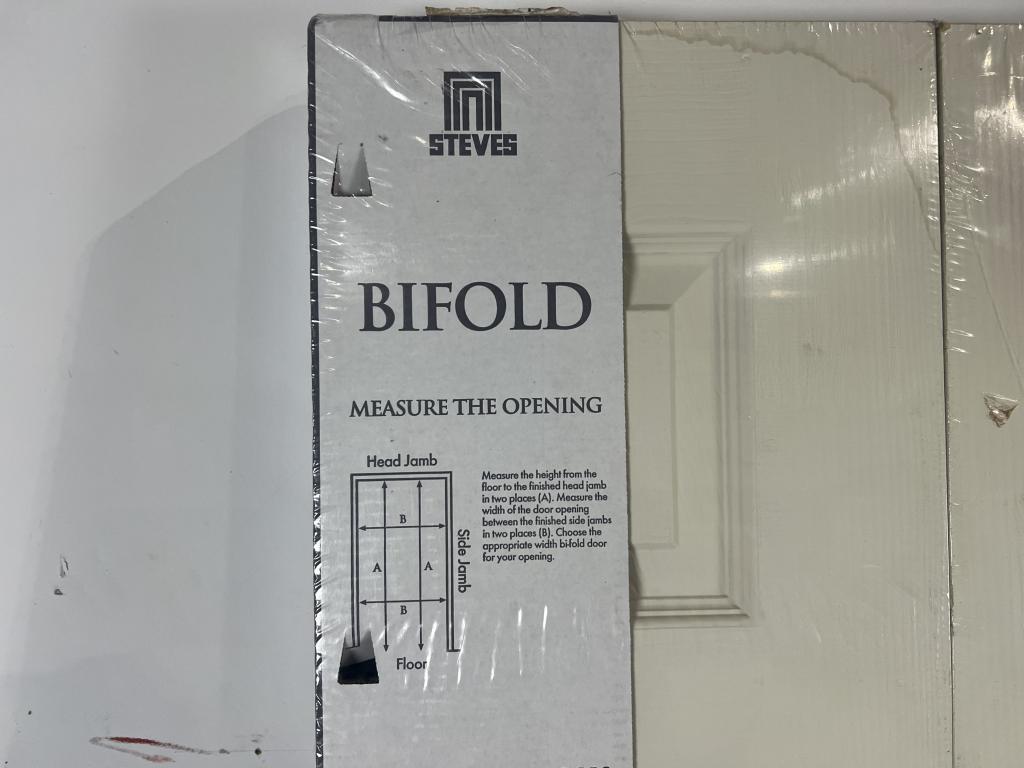 STEVES
BIFOLD
MEASURE THE OPENING
Head Jamb
B
A
A
B
Side Jamb
Floor
Measure the height from the
floor to the finished head jamb
in two places (A). Measure the
width of the door opening
between the finished side jambs
in two places (B). Choose the
appropriate width bi-fold door
for your opening.